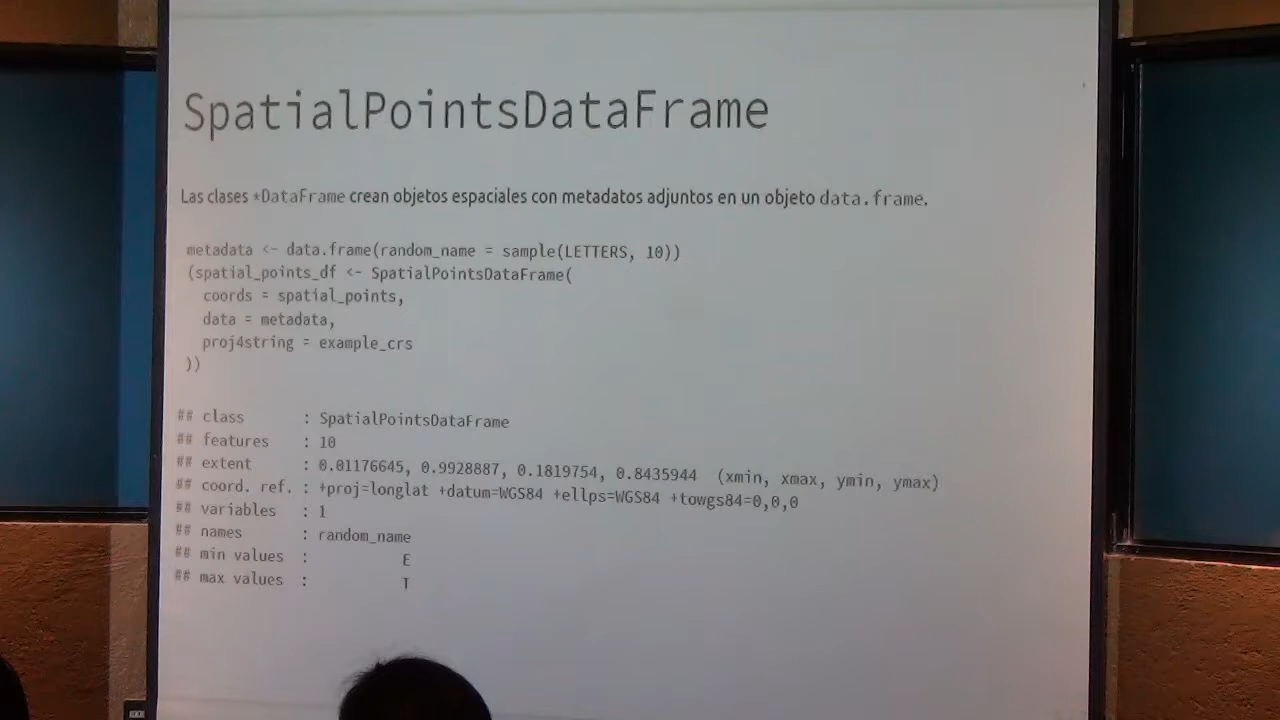 SpatialPointsDataFrame
Las clases +DataFrame crean objetos espaciales con metadatos adjuntos en un objeto data.frame.
metadata <- data.frame(random_name = sample(LETTERS, 10))
(spatial_points_df <- SpatialPointsDataFrame(
  coords = spatial_points,
  data = metadata,
  proj4string = example_crs
))
## class       : SpatialPointsDataFrame
## features    : 10
## extent      : 0.01176645, 0.9928887, 0.1819754, 0.8435944  (xmin, xmax, ymin, ymax)
## coord. ref. : +proj=longlat +datum=WGS84 +ellps=WGS84 +towgs84=0,0,0
## variables   : 1
## names       : random_name
## min values  :           E
## max values  :           T